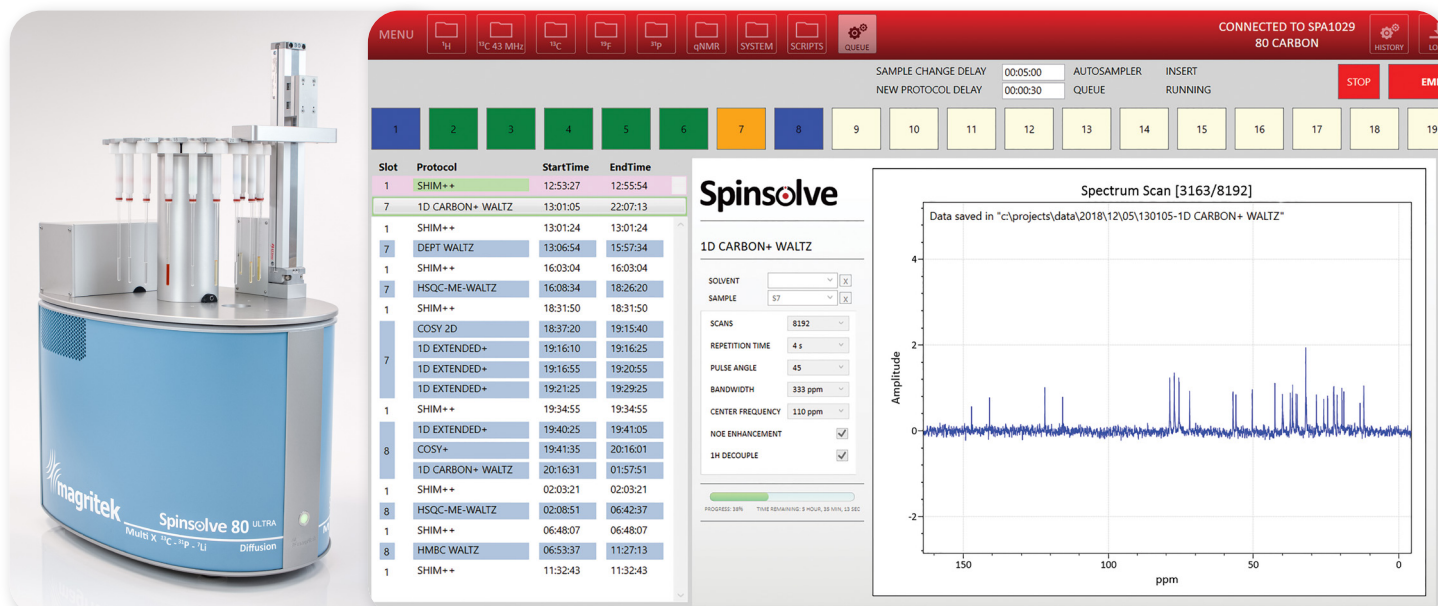 magritek
Spinsolve 80 ULTRA
Multi X ¹³C - ³¹P - ⁷Li
Diffusion
MENU
¹H
¹³C 43 MHz
¹³C
¹⁹F
³¹P
qNMR
SYSTEM
SCRIPTS
QUEUE
CONNECTED TO SPA1029
80 CARBON
HISTORY
LO
SAMPLE CHANGE DELAY 00:05:00 AUTOSAMPLER INSERT
NEW PROTOCOL DELAY 00:00:30 QUEUE RUNNING
STOP
EM
1 2 3 4 5 6 7 8 9 10 11 12 13 14 15 16 17 18 19
Slot Protocol StartTime EndTime
1 SHIM++ 12:53:27 12:55:54
7 1D CARBON+ WALTZ 13:01:05 22:07:13
1 SHIM++ 13:01:24 13:01:24
7 DEPT WALTZ 13:06:54 15:57:34
1 SHIM++ 16:03:04 16:03:04
7 HSQC-ME-WALTZ 16:08:34 18:26:20
1 SHIM++ 18:31:50 18:31:50
COSY 2D 18:37:20 19:15:40
1D EXTENDED+ 19:16:10 19:16:25
7
1D EXTENDED+ 19:16:55 19:20:55
1D EXTENDED+ 19:21:25 19:29:25
1 SHIM++ 19:34:55 19:34:55
1D EXTENDED+ 19:40:25 19:41:05
8 COSY+ 19:41:35 20:16:01
1D CARBON+ WALTZ 20:16:31 01:57:51
1 SHIM++ 02:03:21 02:03:21
8 HSQC-ME-WALTZ 02:08:51 06:42:37
1 SHIM++ 06:48:07 06:48:07
8 HMBC WALTZ 06:53:37 11:27:13
1 SHIM++ 11:32:43 11:32:43
Spinsolve
1D CARBON+ WALTZ
SOLVENT X
SAMPLE 57 X
SCANS 8192
REPETITION TIME 4 s
PULSE ANGLE 45
BANDWIDTH 333 ppm
CENTER FREQUENCY 110 ppm
NOE ENHANCEMENT
1H DECOUPLE
Spectrum Scan [3163/8192]
Data saved in "c:\projects\data\2018\12\05\130105-1D CARBON+ WALTZ"
Amplitude
4
2
0
-2
150 100 50 0
ppm